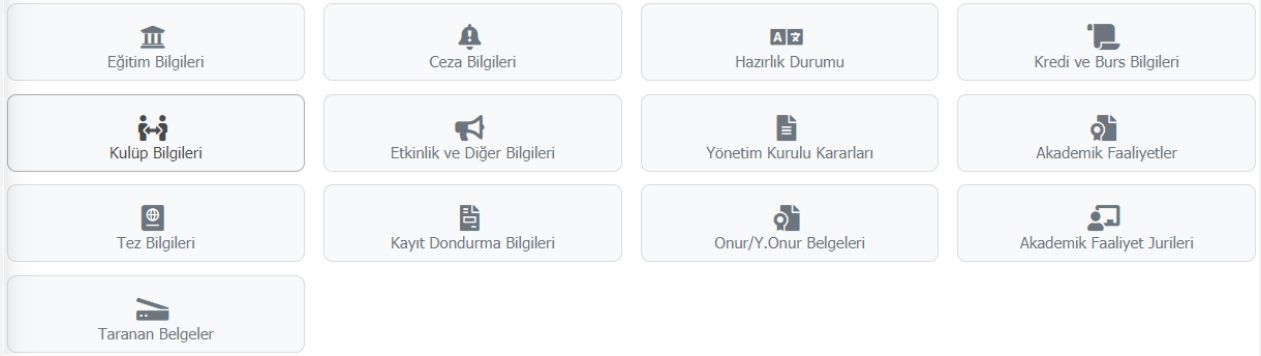 Eğitim Bilgileri
Ceza Bilgileri
Hazırlık Durumu
Kredi ve Burs Bilgileri
Kulüp Bilgileri
Etkinlik ve Diğer Bilgileri
Yönetim Kurulu Kararları
Akademik Faaliyetler
Tez Bilgileri
Kayıt Dondurma Bilgileri
Onur/Y.Onur Belgeleri
Akademik Faaliyet Jurileri
Taranan Belgeler